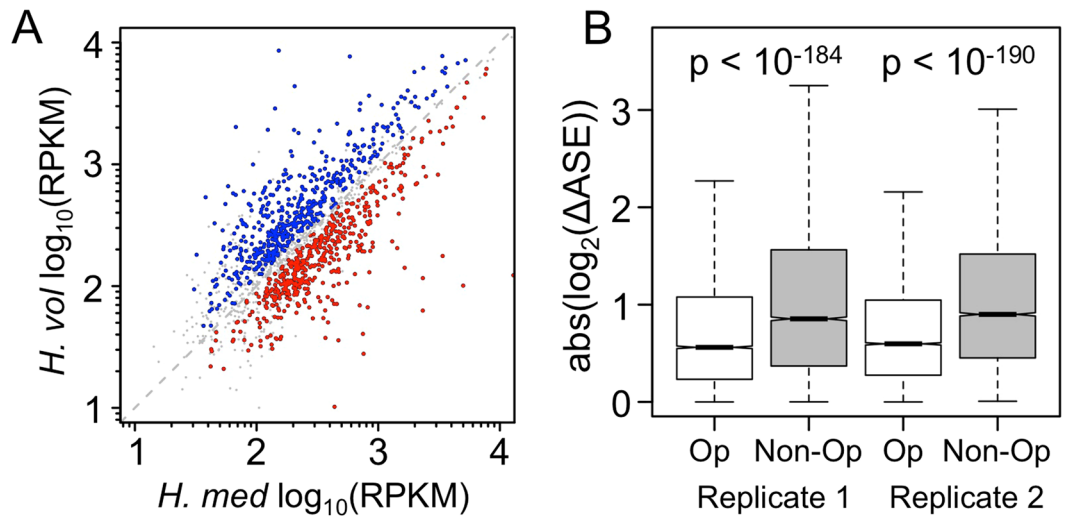 A
4
3
2
1
H. vol log10(RPKM)
1 2 3 4
H. med log10(RPKM)
B
p < 10-184 p < 10-190
3
2
1
0
abs(log2(ΔASE))
Op Non-Op Op Non-Op
Replicate 1 Replicate 2